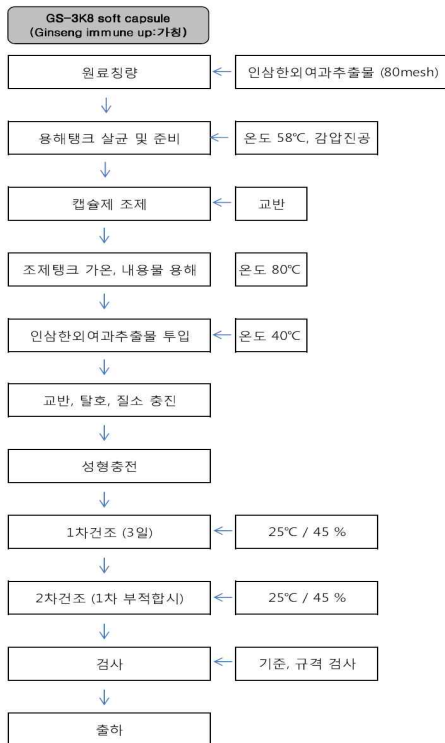 GS-3K8 soft capsule
(Ginseng immune up:가칭)
원료칭량
인삼한외여과추출물 (80mesh)
용해탱크 살균 및 준비
온도 58℃, 감압진공
캡슐제 조제
교반
조제탱크 가온, 내용물 용해
온도 80℃
인삼한외여과추출물 투입
온도 40℃
교반, 탈호, 질소 충진
성형충전
1차건조 (3일)
25℃ / 45 %
2차건조 (1차 부적합시)
25℃ / 45 %
검사
기준, 규격 검사
출하